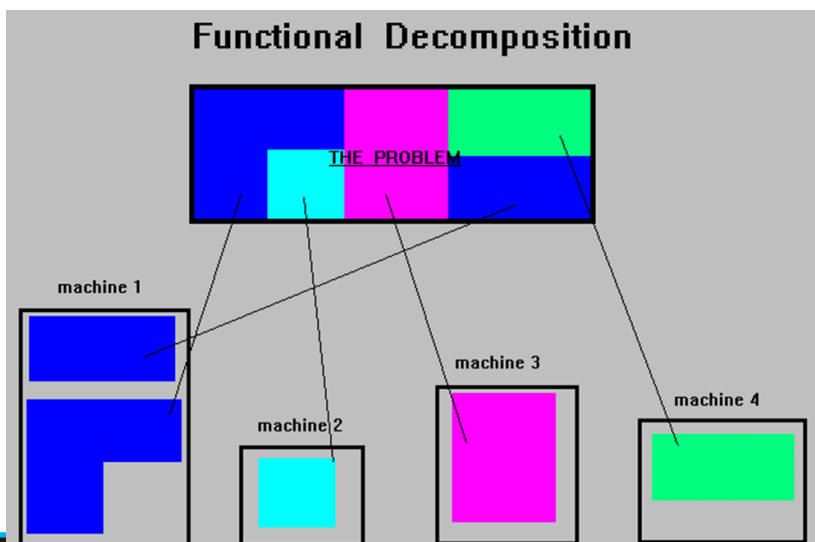 Functional Decomposition
THE PROBLEM
machine 1
machine 2
machine 3
machine 4